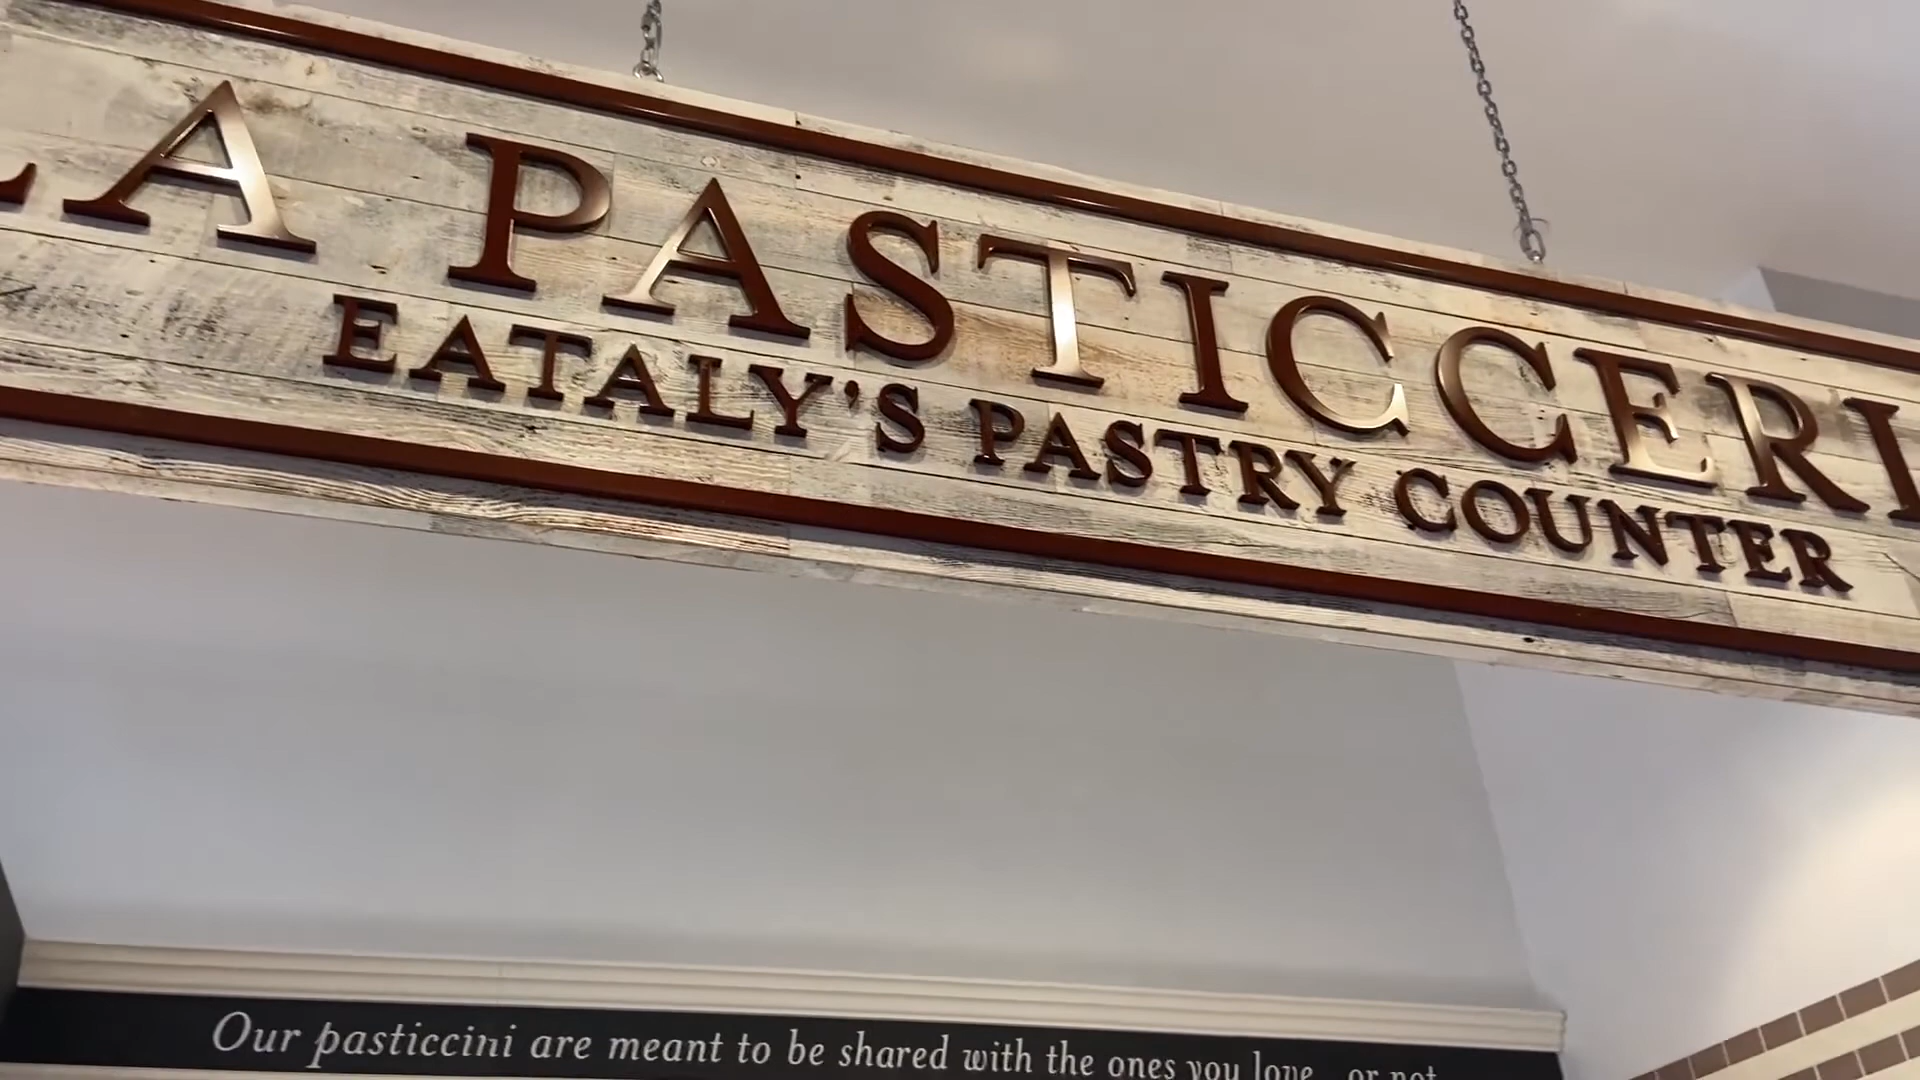 LA PASTICCERI
EATALY'S PASTRY COUNTER
Our pasticcini are meant to be shared with the ones you love... or not